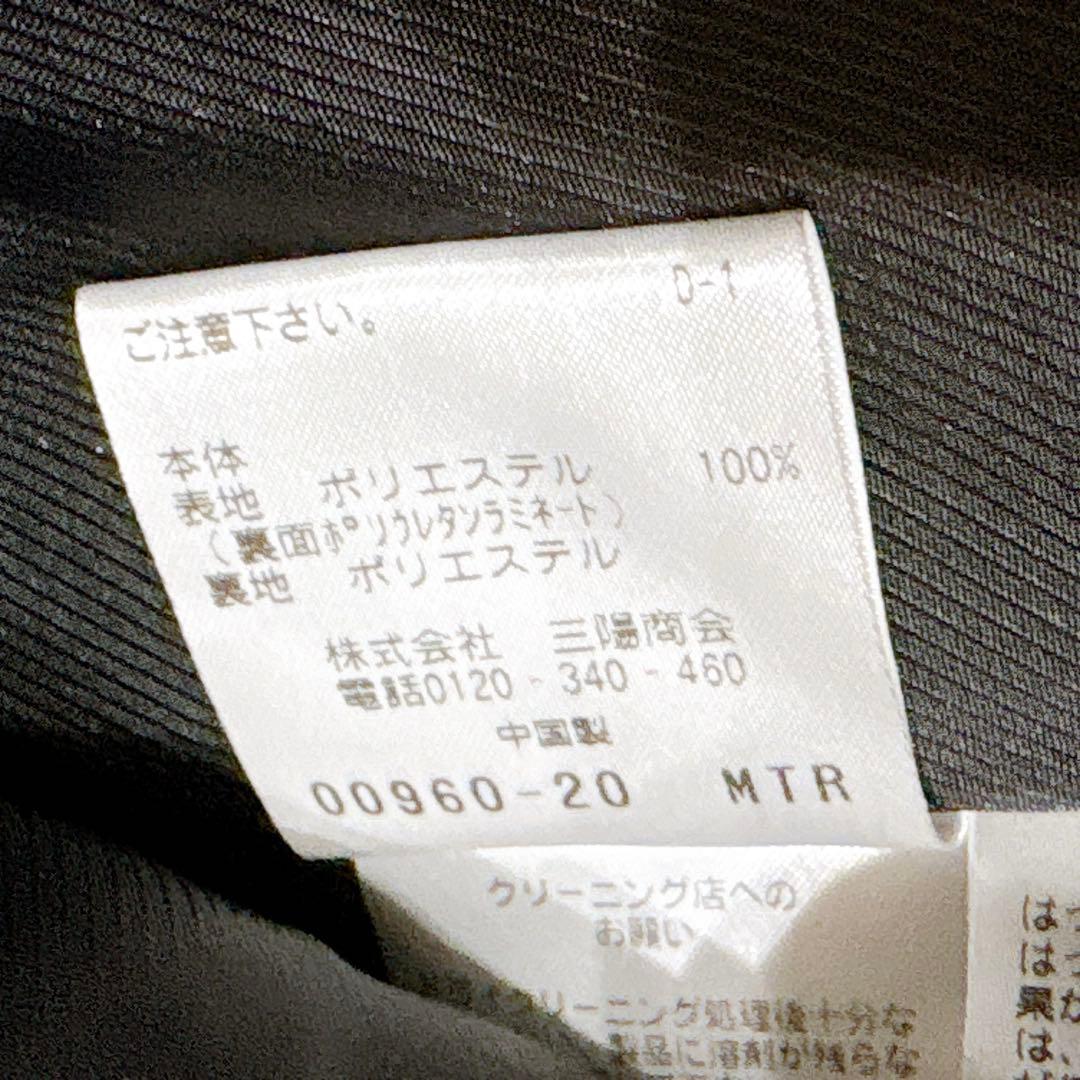 D-1
ご注意下さい。
本体
表地 ポリエステル 100%
(裏面ポリウレタンラミネート)
裏地 ポリエステル
株式会社 三陽商会
電話0120-340-460
中国製
00960-20 MTR
クリーニング店への
お願い
クリーニング処理後十分な
製品に溶剤が残らな
は
は
果が
は、